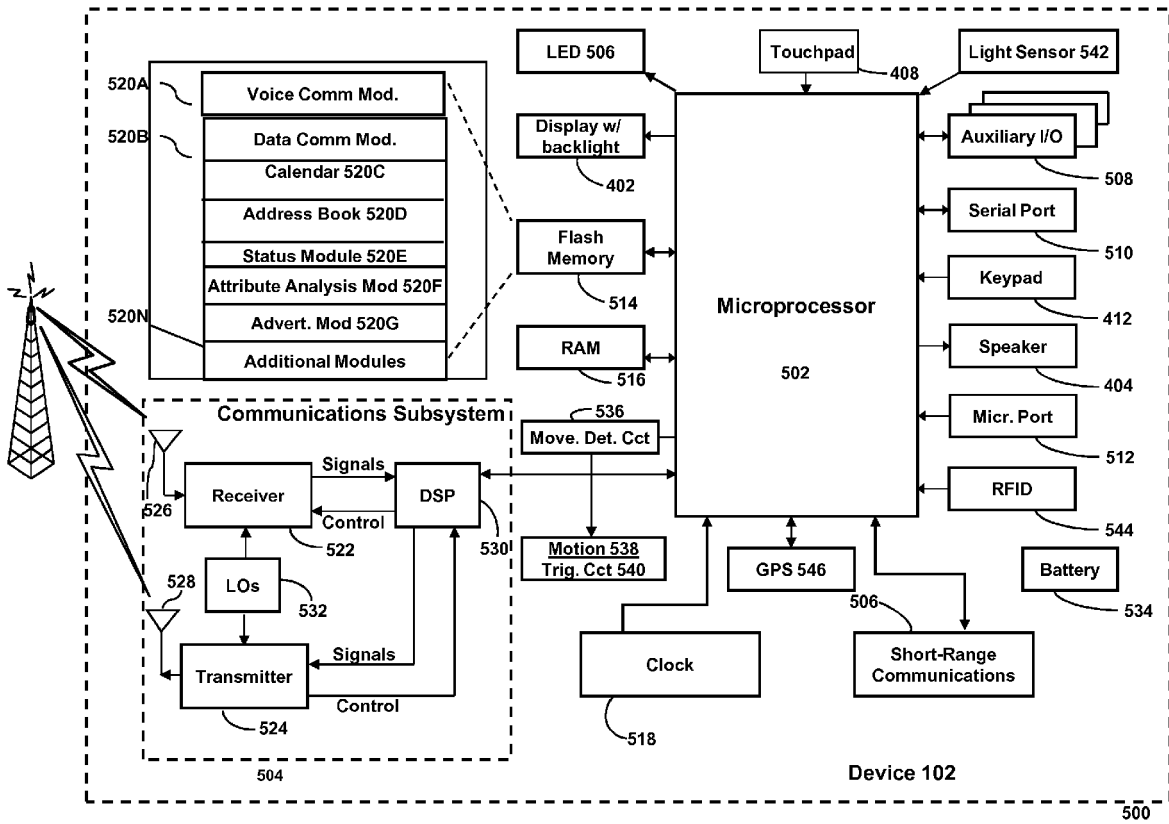 LED 506
Touchpad
408
Light Sensor 542
520A
Voice Comm Mod.
520B
Data Comm Mod.
Calendar 520C
Address Book 520D
Status Module 520E
Attribute Analysis Mod 520F
Advert. Mod 520G
520N
Additional Modules
Display w/
backlight
402
Flash
Memory
514
RAM
516
Microprocessor
502
Auxiliary I/O
508
Serial Port
510
Keypad
412
Speaker
404
Micr. Port
512
RFID
544
Communications Subsystem
536
Move. Det. Cct
Signals
Receiver
DSP
526
Control
522
530
Motion 538
Trig. Cct 540
528
LOs
532
Signals
Transmitter
Control
524
504
GPS 546
506
Battery
534
Clock
518
Short-Range
Communications
Device 102
500